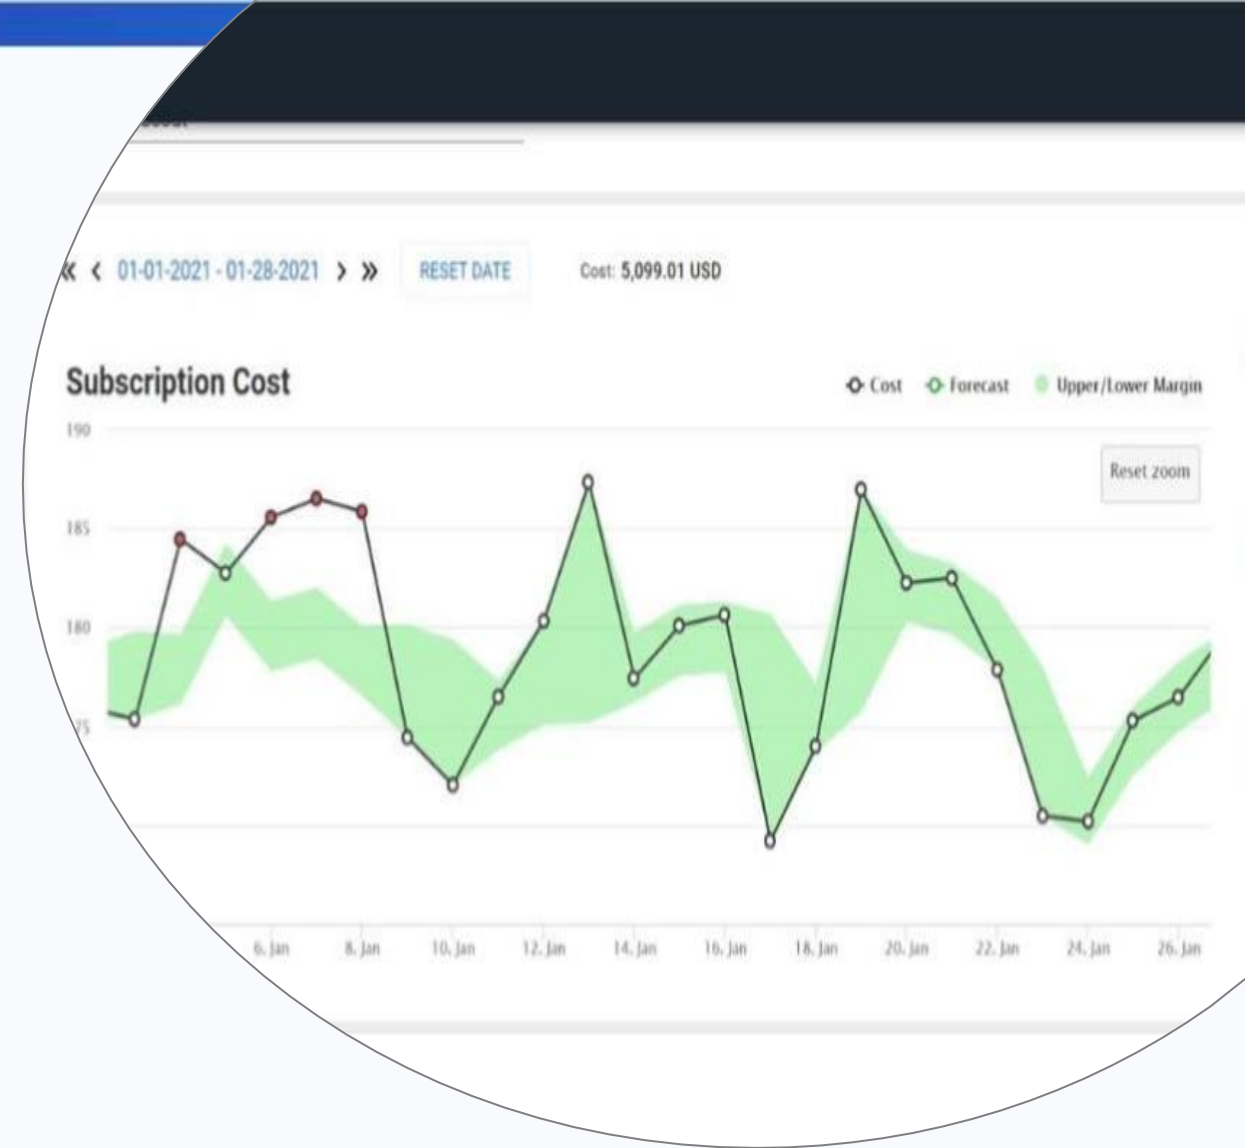 « ‹ 01-01-2021 - 01-28-2021 › » RESET DATE Cost: 5,099.01 USD
Subscription Cost
Cost Forecast Upper/Lower Margin
190
Reset zoom
185
180
75
6. Jan 8. Jan 10. Jan 12. Jan 14. Jan 16. Jan 18. Jan 20. Jan 22. Jan 24. Jan 26. Jan